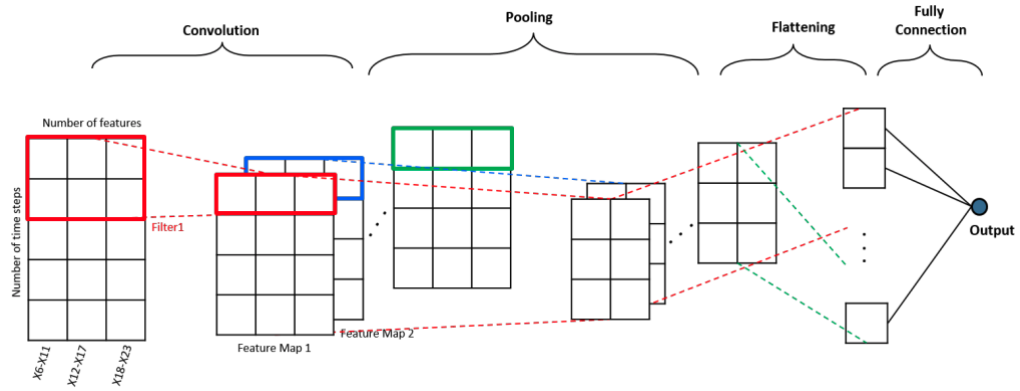 Convolution
Pooling
Flattening
Fully
Connection
Number of features
Number of time steps
Filter1
X6-X11
X12-X17
X18-X23
Feature Map 1
Feature Map 2
Output